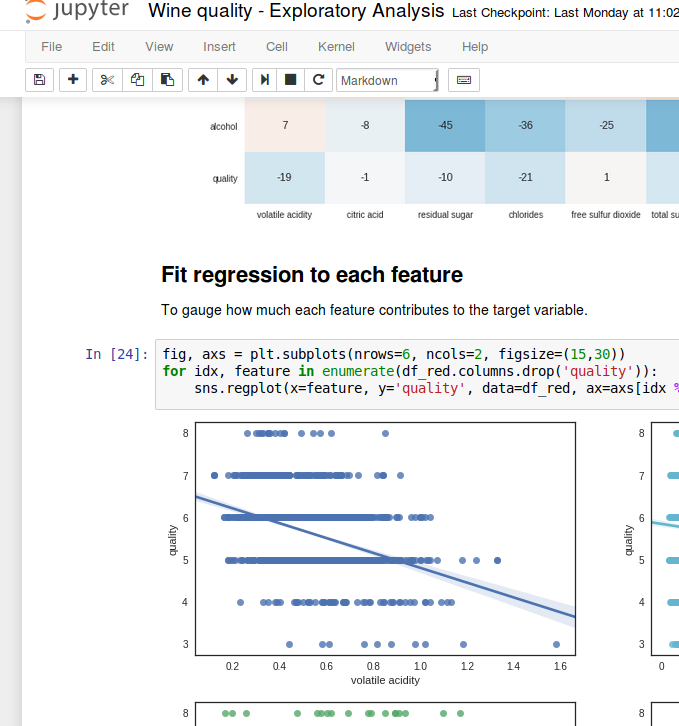 jupyter Wine quality - Exploratory Analysis Last Checkpoint: Last Monday at 11:02
File Edit View Insert Cell Kernel Widgets Help
Markdown
alcohol 7 -8 -45 -36 -25
quality -19 -1 -10 -21 1
volatile acidity citric acid residual sugar chlorides free sulfur dioxide total su
Fit regression to each feature
To gauge how much each feature contributes to the target variable.
In [24]: fig, axs = plt.subplots(nrows=6, ncols=2, figsize=(15,30))
for idx, feature in enumerate(df_red.columns.drop('quality')):
sns.regplot(x=feature, y='quality', data=df_red, ax=axs[idx %
8 8
7 7
6 6
quality quality
5 5
4 4
3 3
0.2 0.4 0.6 0.8 1.0 1.2 1.4 1.6 0
volatile acidity
8 8